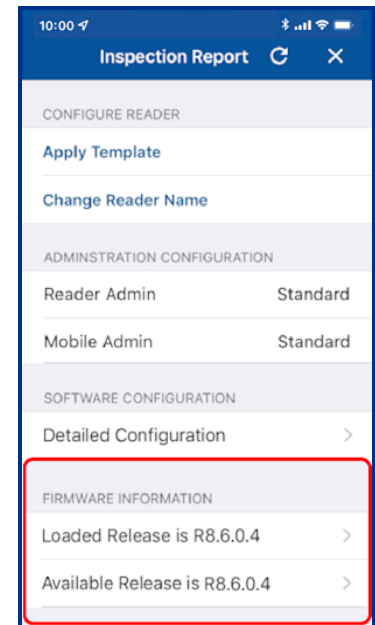 10:00
Inspection Report
CONFIGURE READER
Apply Template
Change Reader Name
ADMINSTRATION CONFIGURATION
Reader Admin Standard
Mobile Admin Standard
SOFTWARE CONFIGURATION
Detailed Configuration
FIRMWARE INFORMATION
Loaded Release is R8.6.0.4
Available Release is R8.6.0.4